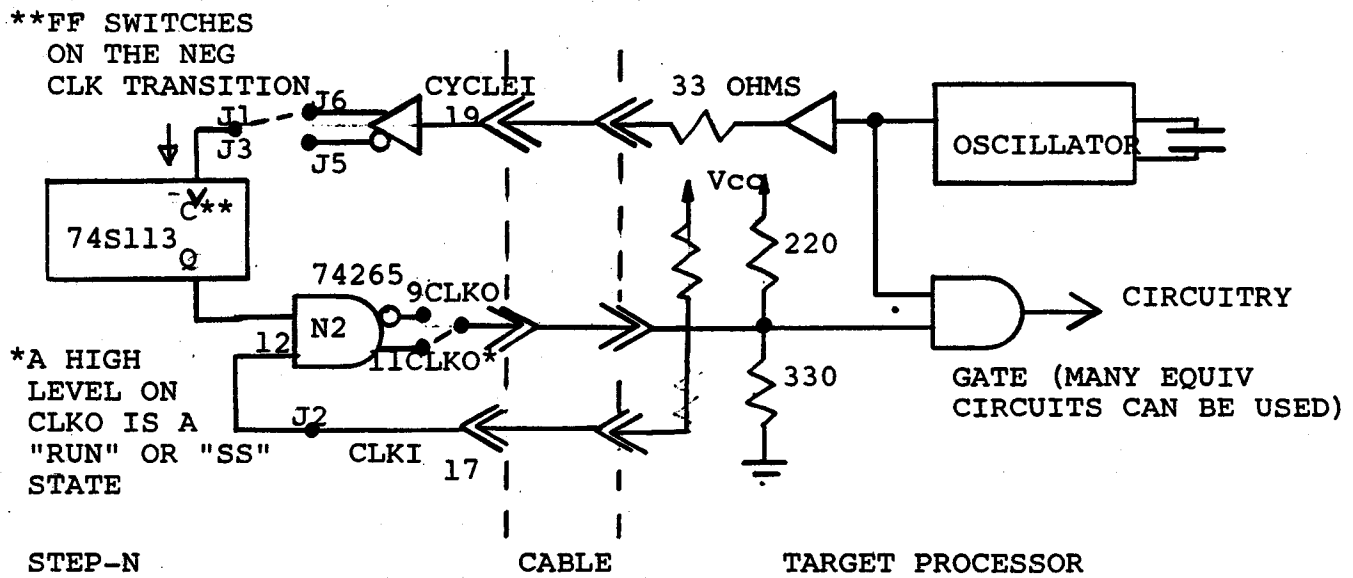 **FF SWITCHES
ON THE NEG
CLK TRANSITION
J1
J3
J6
J5
CYCLEI
19
33 OHMS
OSCILLATOR
C**
74S113
Q
Vcc
220
74265
9CLKO
N2
12
11CLKO*
CIRCUITRY
*A HIGH
LEVEL ON
CLKO IS A
"RUN" OR "SS"
STATE
J2
CLKI
17
330
GATE (MANY EQUIV
CIRCUITS CAN BE USED)
STEP-N
CABLE
TARGET PROCESSOR